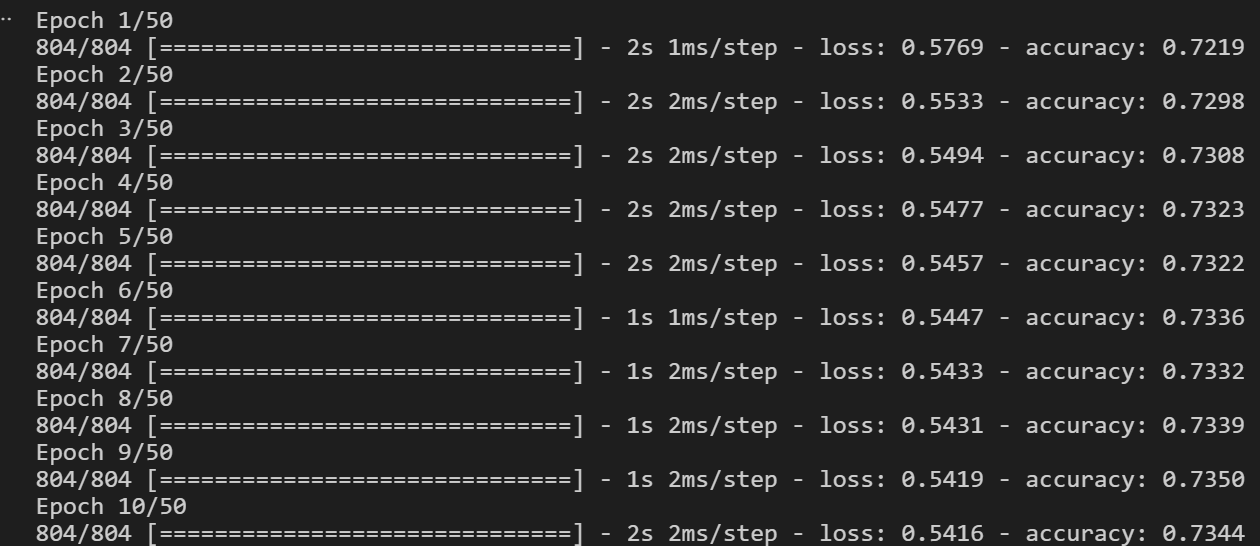 Epoch 1/50
804/804 [==============================] - 2s 1ms/step - loss: 0.5769 - accuracy: 0.7219
Epoch 2/50
804/804 [==============================] - 2s 2ms/step - loss: 0.5533 - accuracy: 0.7298
Epoch 3/50
804/804 [==============================] - 2s 2ms/step - loss: 0.5494 - accuracy: 0.7308
Epoch 4/50
804/804 [==============================] - 2s 2ms/step - loss: 0.5477 - accuracy: 0.7323
Epoch 5/50
804/804 [==============================] - 2s 2ms/step - loss: 0.5457 - accuracy: 0.7322
Epoch 6/50
804/804 [==============================] - 1s 1ms/step - loss: 0.5447 - accuracy: 0.7336
Epoch 7/50
804/804 [==============================] - 1s 2ms/step - loss: 0.5433 - accuracy: 0.7332
Epoch 8/50
804/804 [==============================] - 1s 2ms/step - loss: 0.5431 - accuracy: 0.7339
Epoch 9/50
804/804 [==============================] - 1s 2ms/step - loss: 0.5419 - accuracy: 0.7350
Epoch 10/50
804/804 [==============================] - 2s 2ms/step - loss: 0.5416 - accuracy: 0.7344